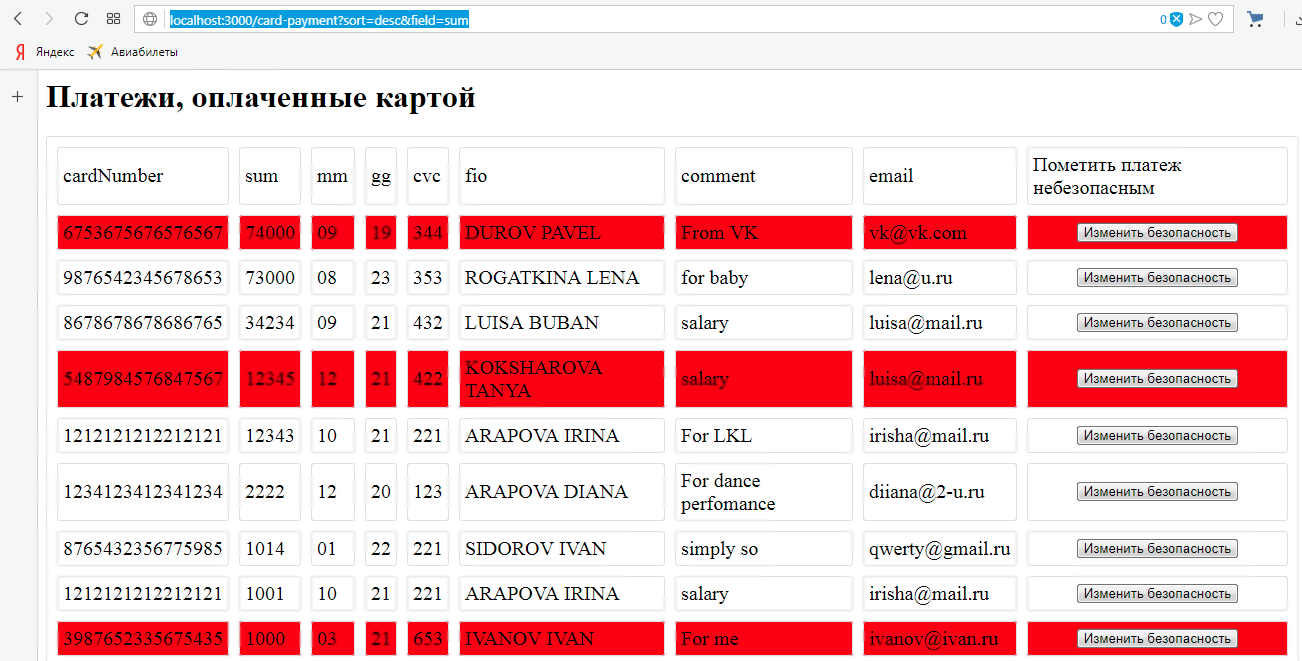 localhost:3000/card-payment?sort=desc&field=sum 0
Я Яндекс Авиабилеты
Платежи, оплаченные картой
cardNumber sum mm gg cvc fio comment email Пометить платеж
небезопасным
6753675676576567 74000 09 19 344 DUROV PAVEL From VK vk@vk.com Изменить безопасность
9876542345678653 73000 08 23 353 ROGATKINA LENA for baby lena@u.ru Изменить безопасность
8678678678686765 34234 09 21 432 LUISA BUBAN salary luisa@mail.ru Изменить безопасность
5487984576847567 12345 12 21 422 KOKSHAROVA
TANYA salary luisa@mail.ru Изменить безопасность
1212121212212121 12343 10 21 221 ARAPOVA IRINA For LKL irisha@mail.ru Изменить безопасность
1234123412341234 2222 12 20 123 ARAPOVA DIANA For dance
perfomance diiana@2-u.ru Изменить безопасность
8765432356775985 1014 01 22 221 SIDOROV IVAN simply so qwerty@gmail.ru Изменить безопасность
1212121212212121 1001 10 21 221 ARAPOVA IRINA salary irisha@mail.ru Изменить безопасность
3987652335675435 1000 03 21 653 IVANOV IVAN For me ivanov@ivan.ru Изменить безопасность